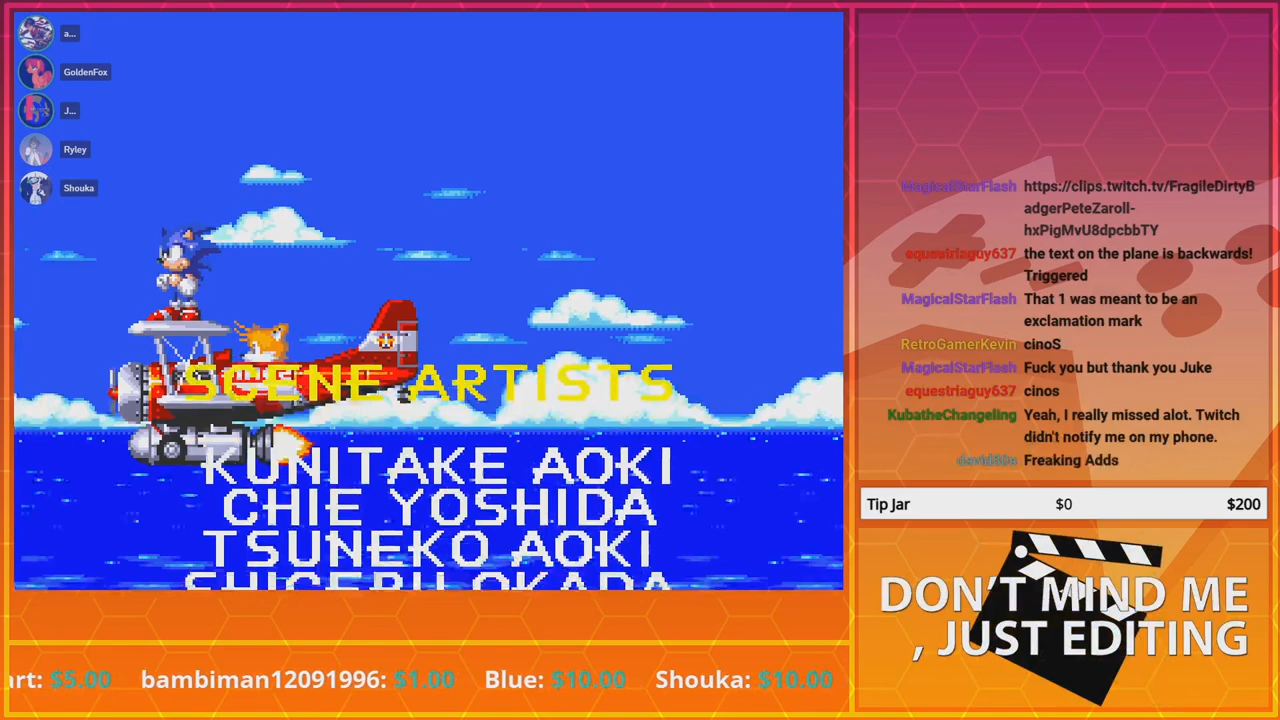 a...
GoldenFox
J...
Ryley
Shouka
SCENE ARTISTS
KUNITAKE AOKI
CHIE YOSHIDA
TSUNEKO AOKI
SHIGERU OKADA
MagicalStarFlash https://clips.twitch.tv/FragileDirtyB
adgerPeteZaroll-
hxPigMvU8dpcbbTY
equestriaguy637 the text on the plane is backwards!
Triggered
MagicalStarFlash That 1 was meant to be an
exclamation mark
RetroGamerKevin cinoS
MagicalStarFlash Fuck you but thank you Juke
equestriaguy637 cinos
KubatheChangeling Yeah, I really missed alot. Twitch
didn't notify me on my phone.
Freaking Adds
Tip Jar $0 $200
DON'T MIND ME
, JUST EDITING
art: $5.00 bambiman12091996: $1.00 Blue: $10.00 Shouka: $10.00